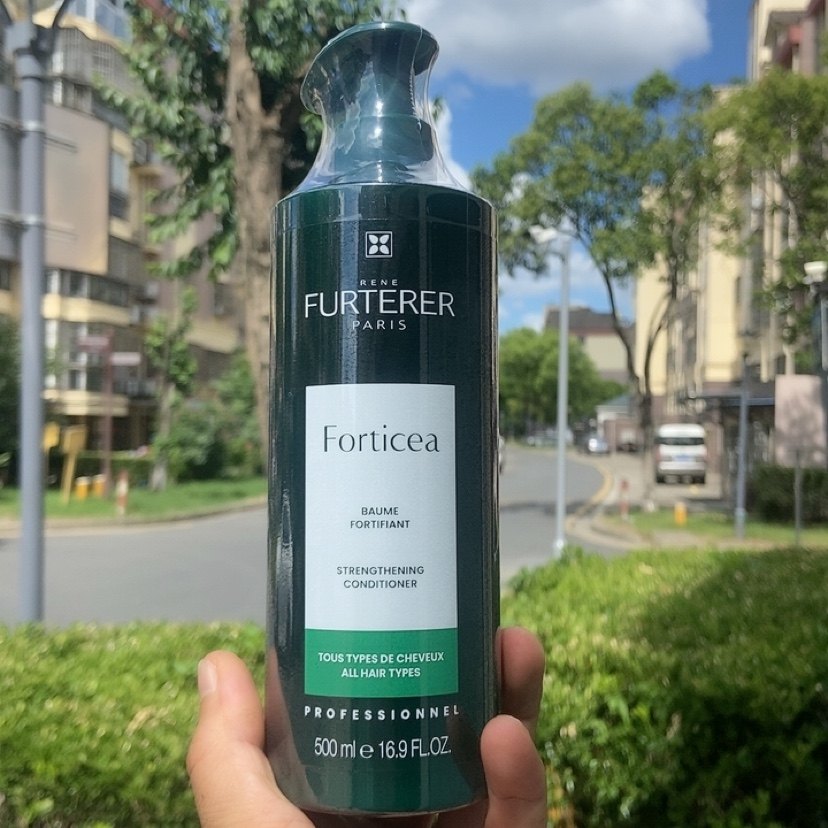 RENE
FURTERER
PARIS
Forticea
BAUME
FORTIFIANT
STRENGTHENING
CONDITIONER
TOUS TYPES DE CHEVEUX
ALL HAIR TYPES
PROFESSIONNEL
500 ml e 16.9 FL.OZ.